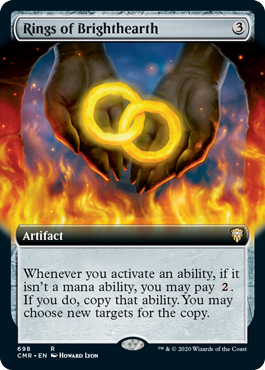 Rings of Brighthearth 3
Artifact
Whenever you activate an ability, if it
isn't a mana ability, you may pay 2.
If you do, copy that ability. You may
choose new targets for the copy.
698 R
CMR • EN Howard Lyon
™ & © 2020 Wizards of the Coast